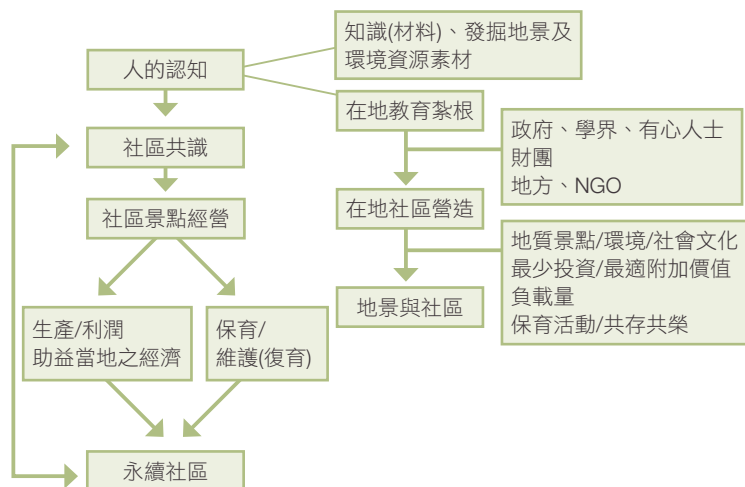 知識(材料)、發掘地景及
環境資源素材
人的認知
在地教育紮根
社區共識
政府、學界、有心人士
財團
地方、NGO
社區景點經營
在地社區營造
地質景點/環境/社會文化
最少投資/最適附加價值
負載量
保育活動/共存共榮
地景與社區
生產/利潤
助益當地之經濟
保育/
維護(復育)
永續社區